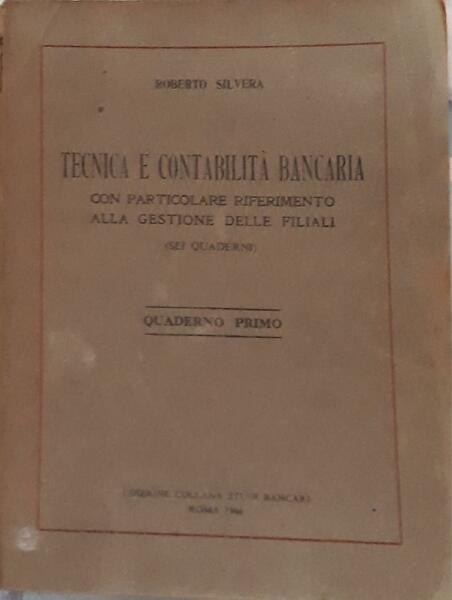 ROBERTO SILVERA
TECNICA E CONTABILITÀ BANCARIA
CON PARTICOLARE RIFERIMENTO
ALLA GESTIONE DELLE FILIALI
(SEI QUADERNI)
QUADERNO PRIMO
EDIZIONE COLLANA STUDI BANCARI
ROMA